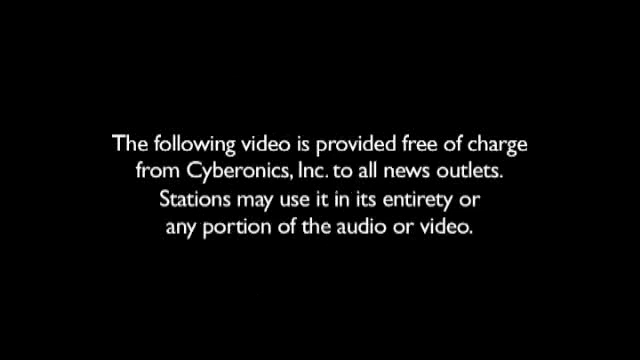 The following video is provided free of charge
from Cyberonics, Inc. to all news outlets.
Stations may use it in its entirety or
any portion of the audio or video.